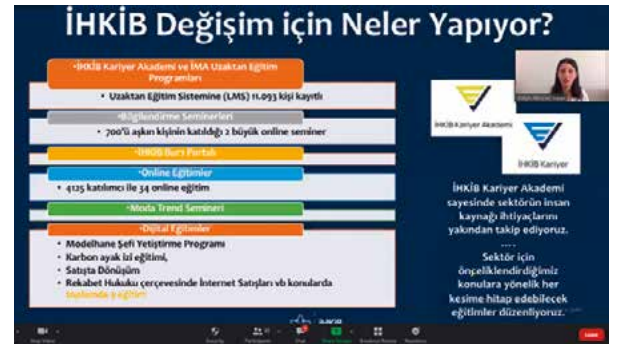 İHKİB Değişim için Neler Yapıyor?
•İHKİB Kariyer Akademi ve İMA Uzaktan Eğitim
Programları
• Uzaktan Eğitim Sistemine (LMS) 11.093 kişi kayıtlı
•Bilgilendirme Seminerleri
• 700'ü aşkın kişinin katıldığı 2 büyük online seminer
•İHKİB Burs Portalı
•Online Eğitimler
• 4125 katılımcı ile 34 online eğitim
•Moda Trend Semineri
•Dijital Eğitimler
• Modelhane Şefi Yetiştirme Programı
• Karbon ayak izi eğitimi,
• Satışta Dönüşüm
• Rekabet Hukuku çerçevesinde İnternet Satışları vb konularda
toplamda 9 eğitim
İHKİB Kariyer Akademi
İHKİB Kariyer
İHKİB Kariyer Akademi
sayesinde sektörün insan
kaynağı ihtiyaçlarını
yakından takip ediyoruz.
....
Sektör için
önceliklendirdiğimiz
konulara yönelik her
kesime hitap edebilecek
eğitimler düzenliyoruz.